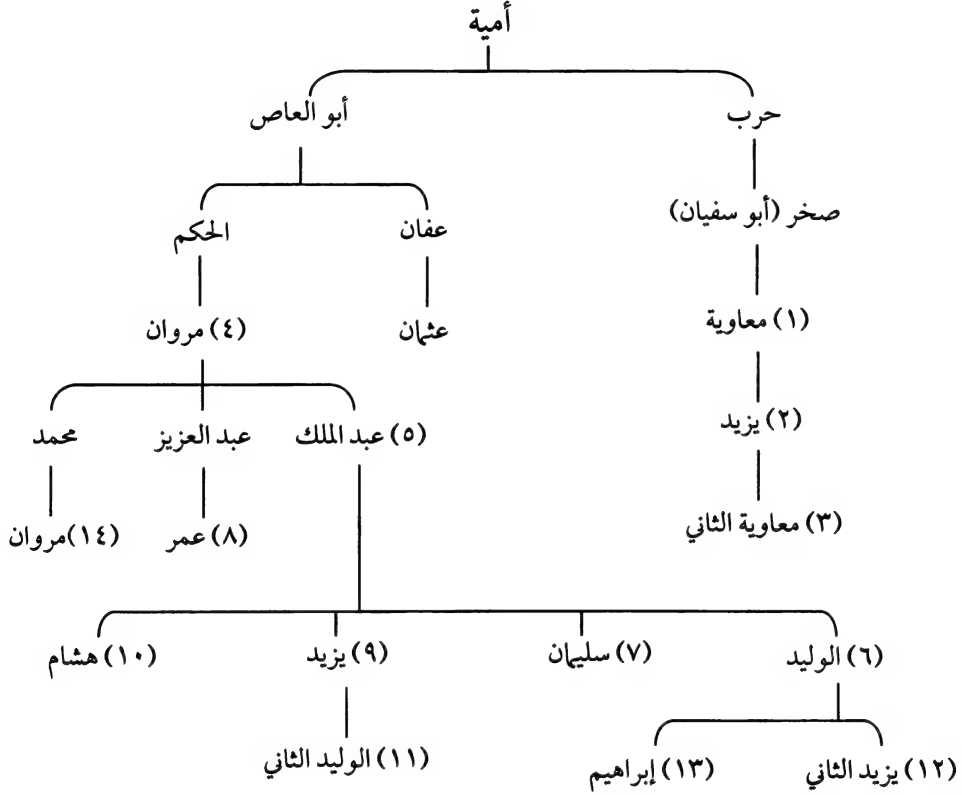 أمية
حرب
أبو العاص
صخر (أبو سفيان)
عفان
الحكم
(١) معاوية
عثمان
(٤) مروان
(٢) يزيد
(٥) عبد الملك
عبد العزيز
محمد
(٣) معاوية الثاني
(٨) عمر
(١٤) مروان
(٦) الوليد
(٧) سليمان
(٩) يزيد
(١٠) هشام
(١١) الوليد الثاني
(١٢) يزيد الثاني
(١٣) إبراهيم